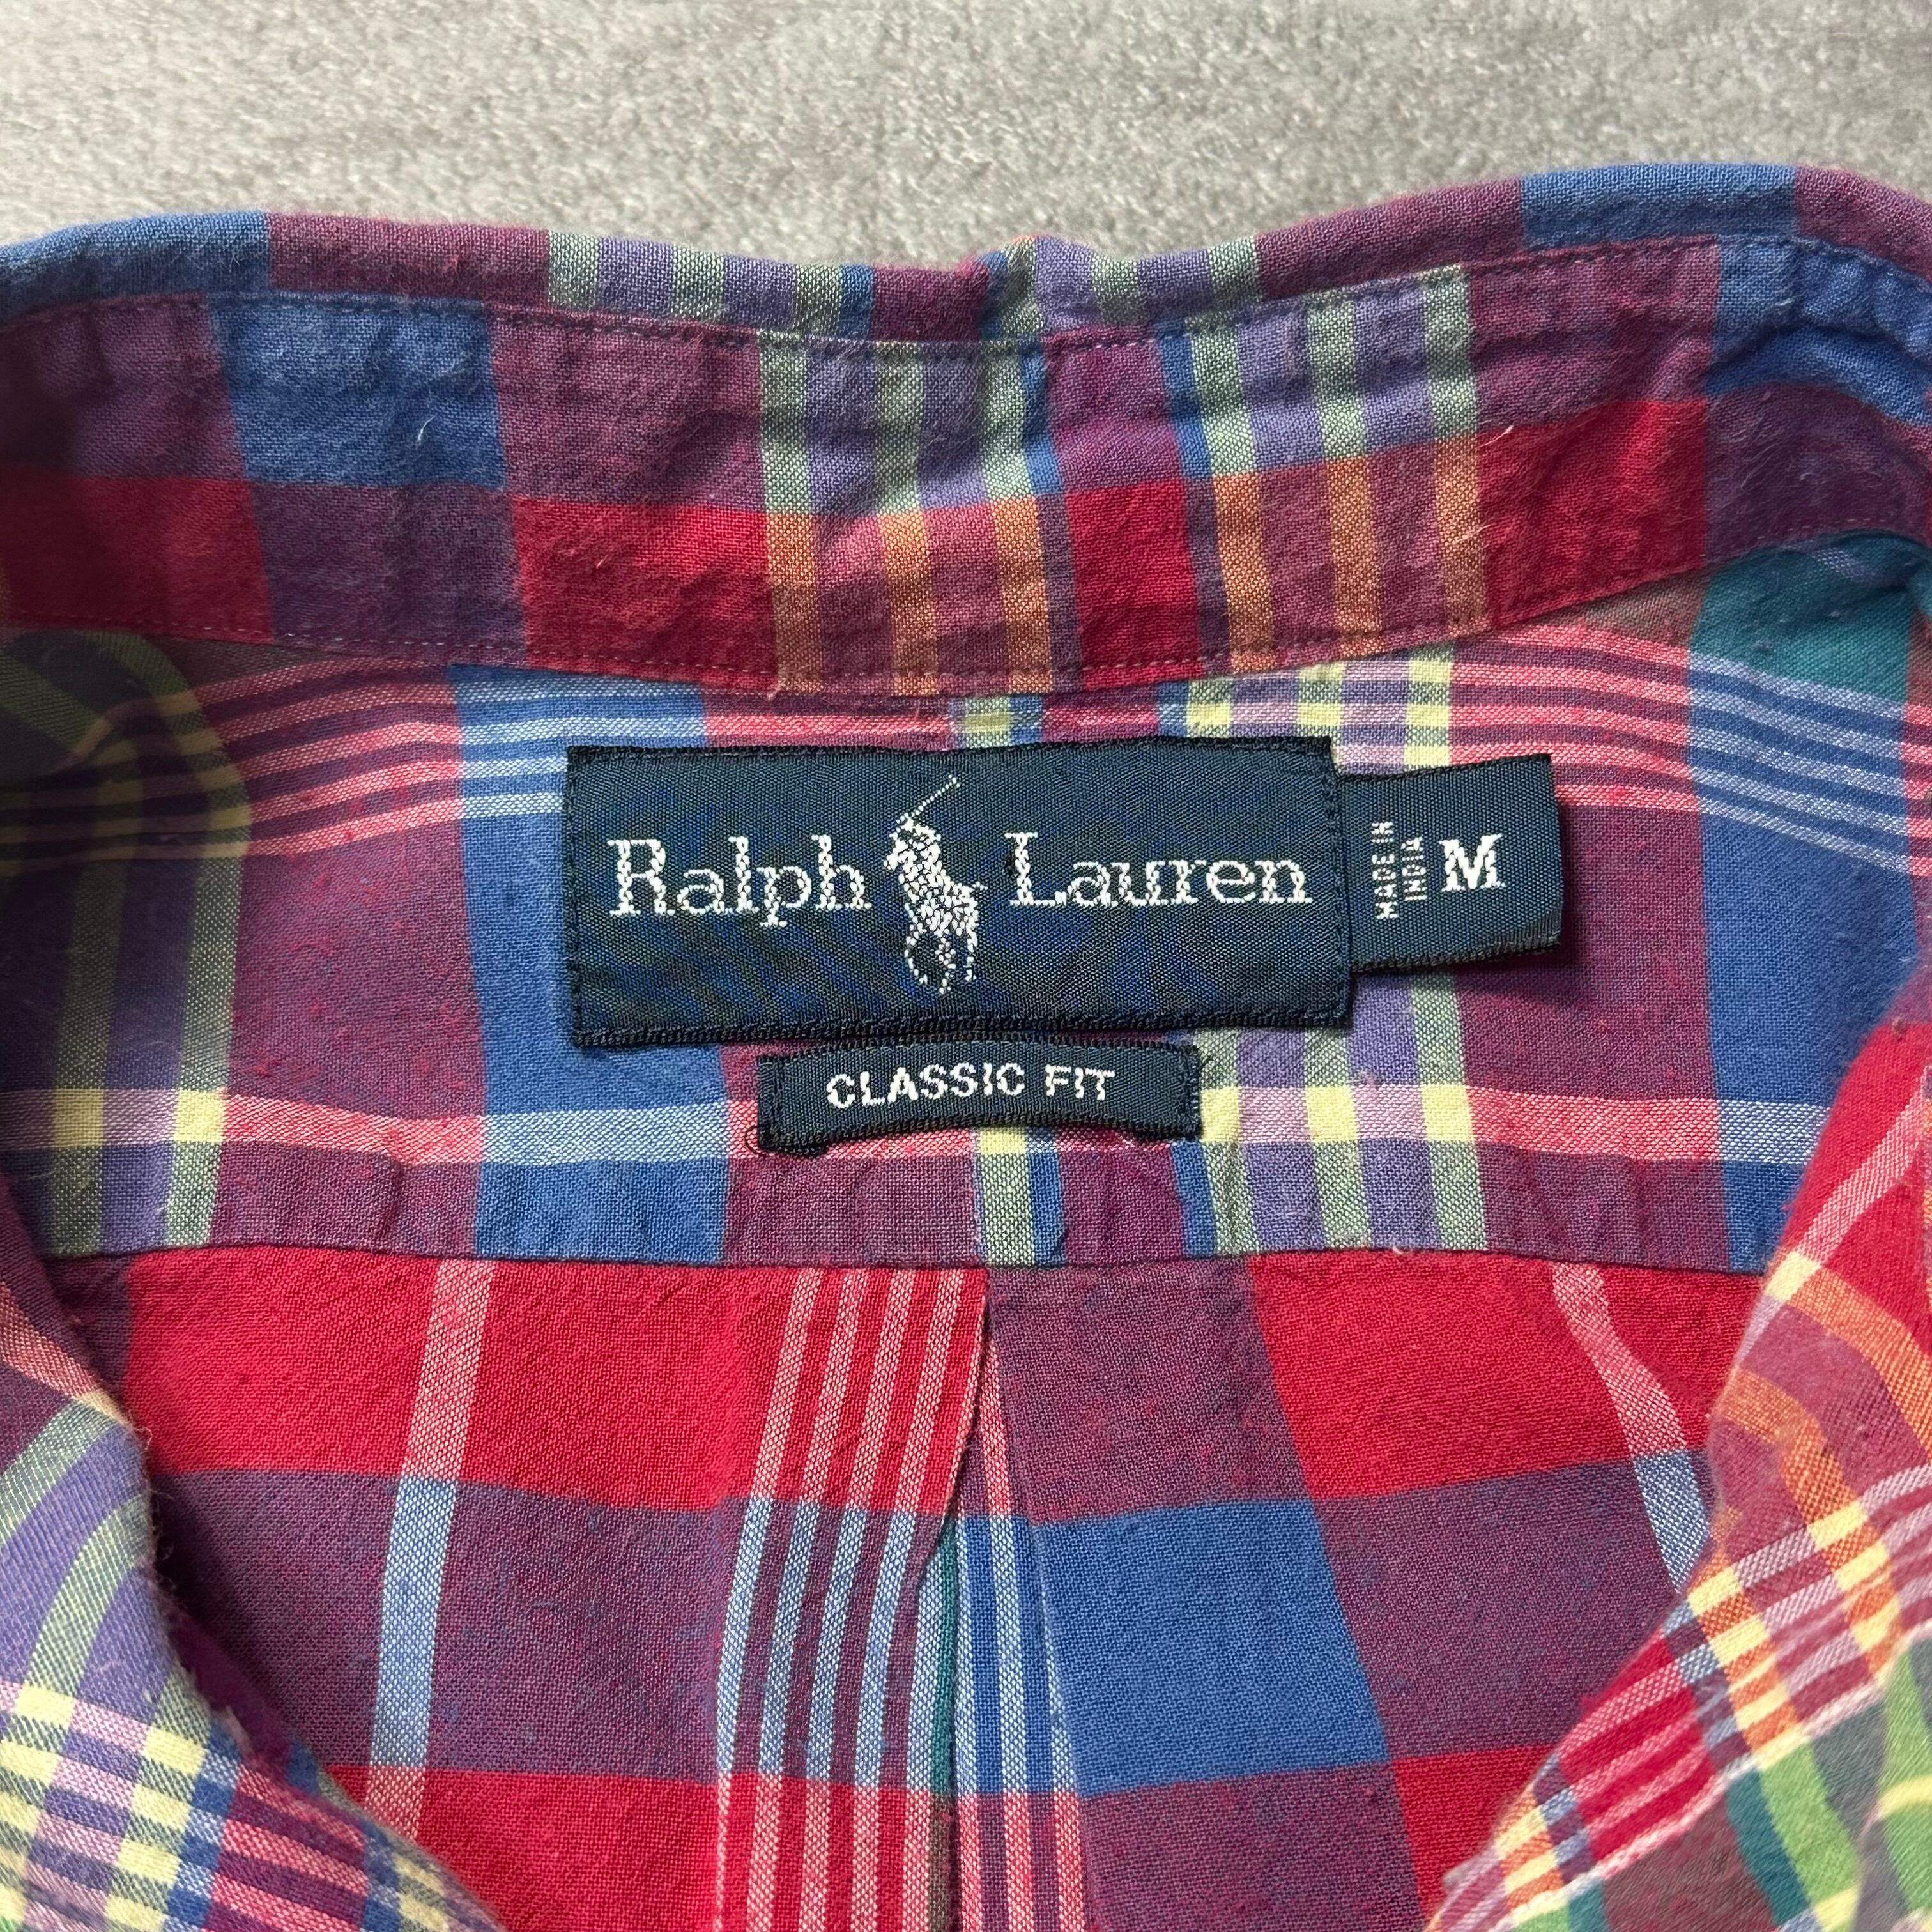 Ralph Lauren
MADE IN
INDIA
M
CLASSIC FIT